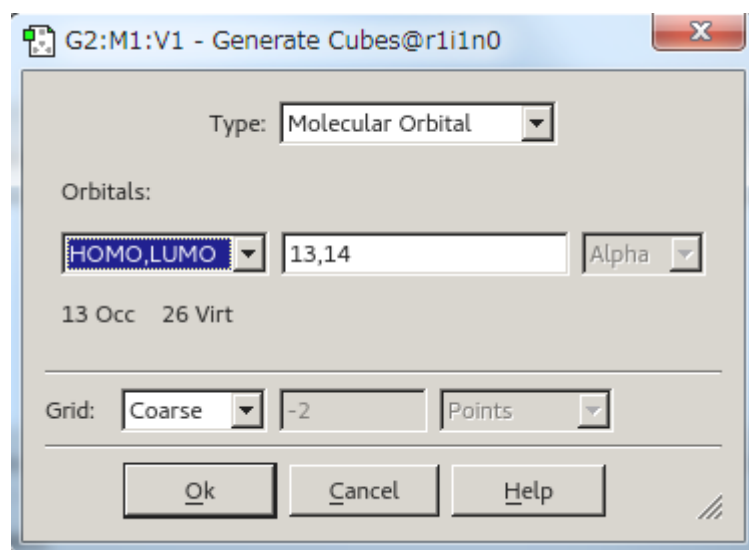 G2:M1:V1 - Generate Cubes@r1i1n0
Type: Molecular Orbital
Orbitals:
HOMO,LUMO 13,14 Alpha
13 Occ 26 Virt
Grid: Coarse -2 Points
Ok Cancel Help